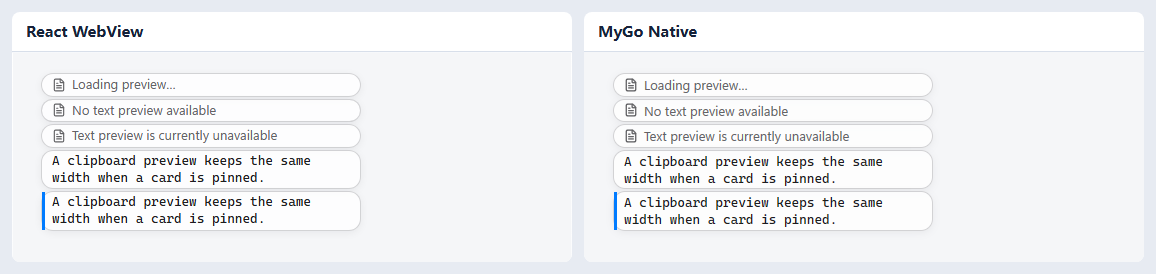 React WebView
Loading preview...
No text preview available
Text preview is currently unavailable
A clipboard preview keeps the same
width when a card is pinned.
A clipboard preview keeps the same
width when a card is pinned.
MyGo Native
Loading preview...
No text preview available
Text preview is currently unavailable
A clipboard preview keeps the same
width when a card is pinned.
A clipboard preview keeps the same
width when a card is pinned.